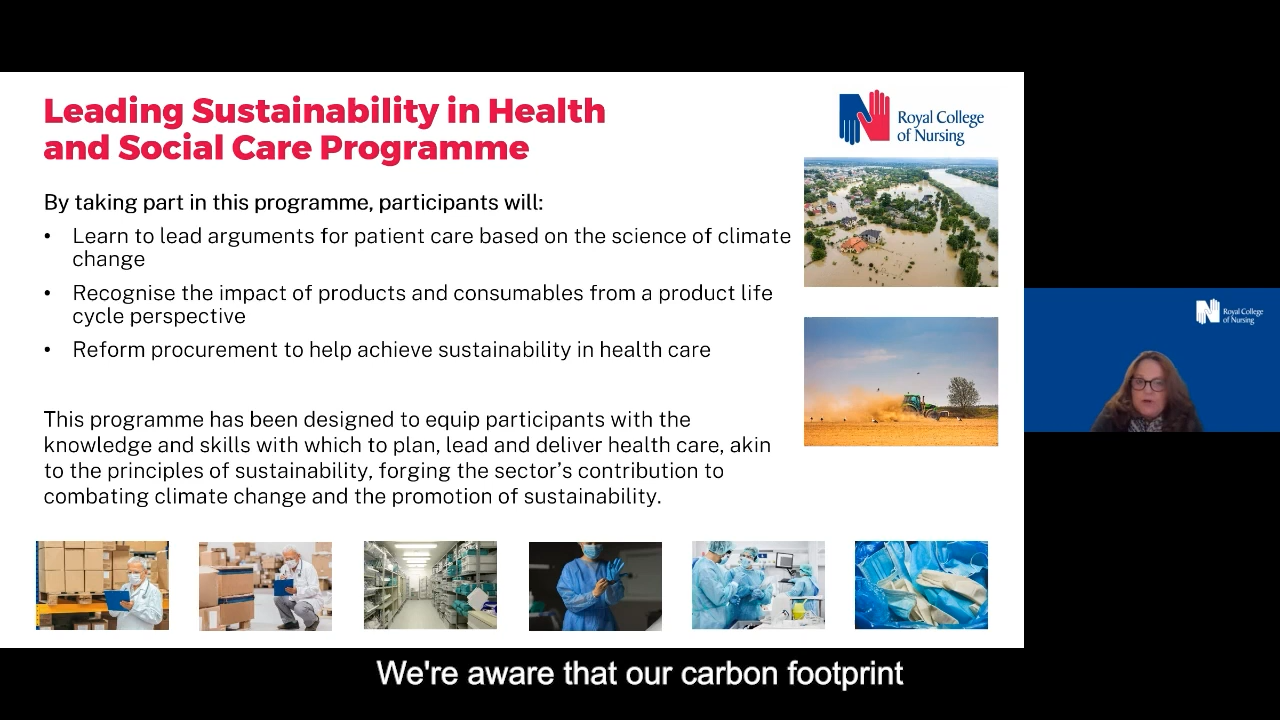 Leading Sustainability in Health
and Social Care Programme
Royal College
of Nursing
By taking part in this programme, participants will:
• Learn to lead arguments for patient care based on the science of climate
change
• Recognise the impact of products and consumables from a product life
cycle perspective
• Reform procurement to help achieve sustainability in health care
This programme has been designed to equip participants with the
knowledge and skills with which to plan, lead and deliver health care, akin
to the principles of sustainability, forging the sector’s contribution to
combating climate change and the promotion of sustainability.
Royal College
of Nursing
We're aware that our carbon footprint